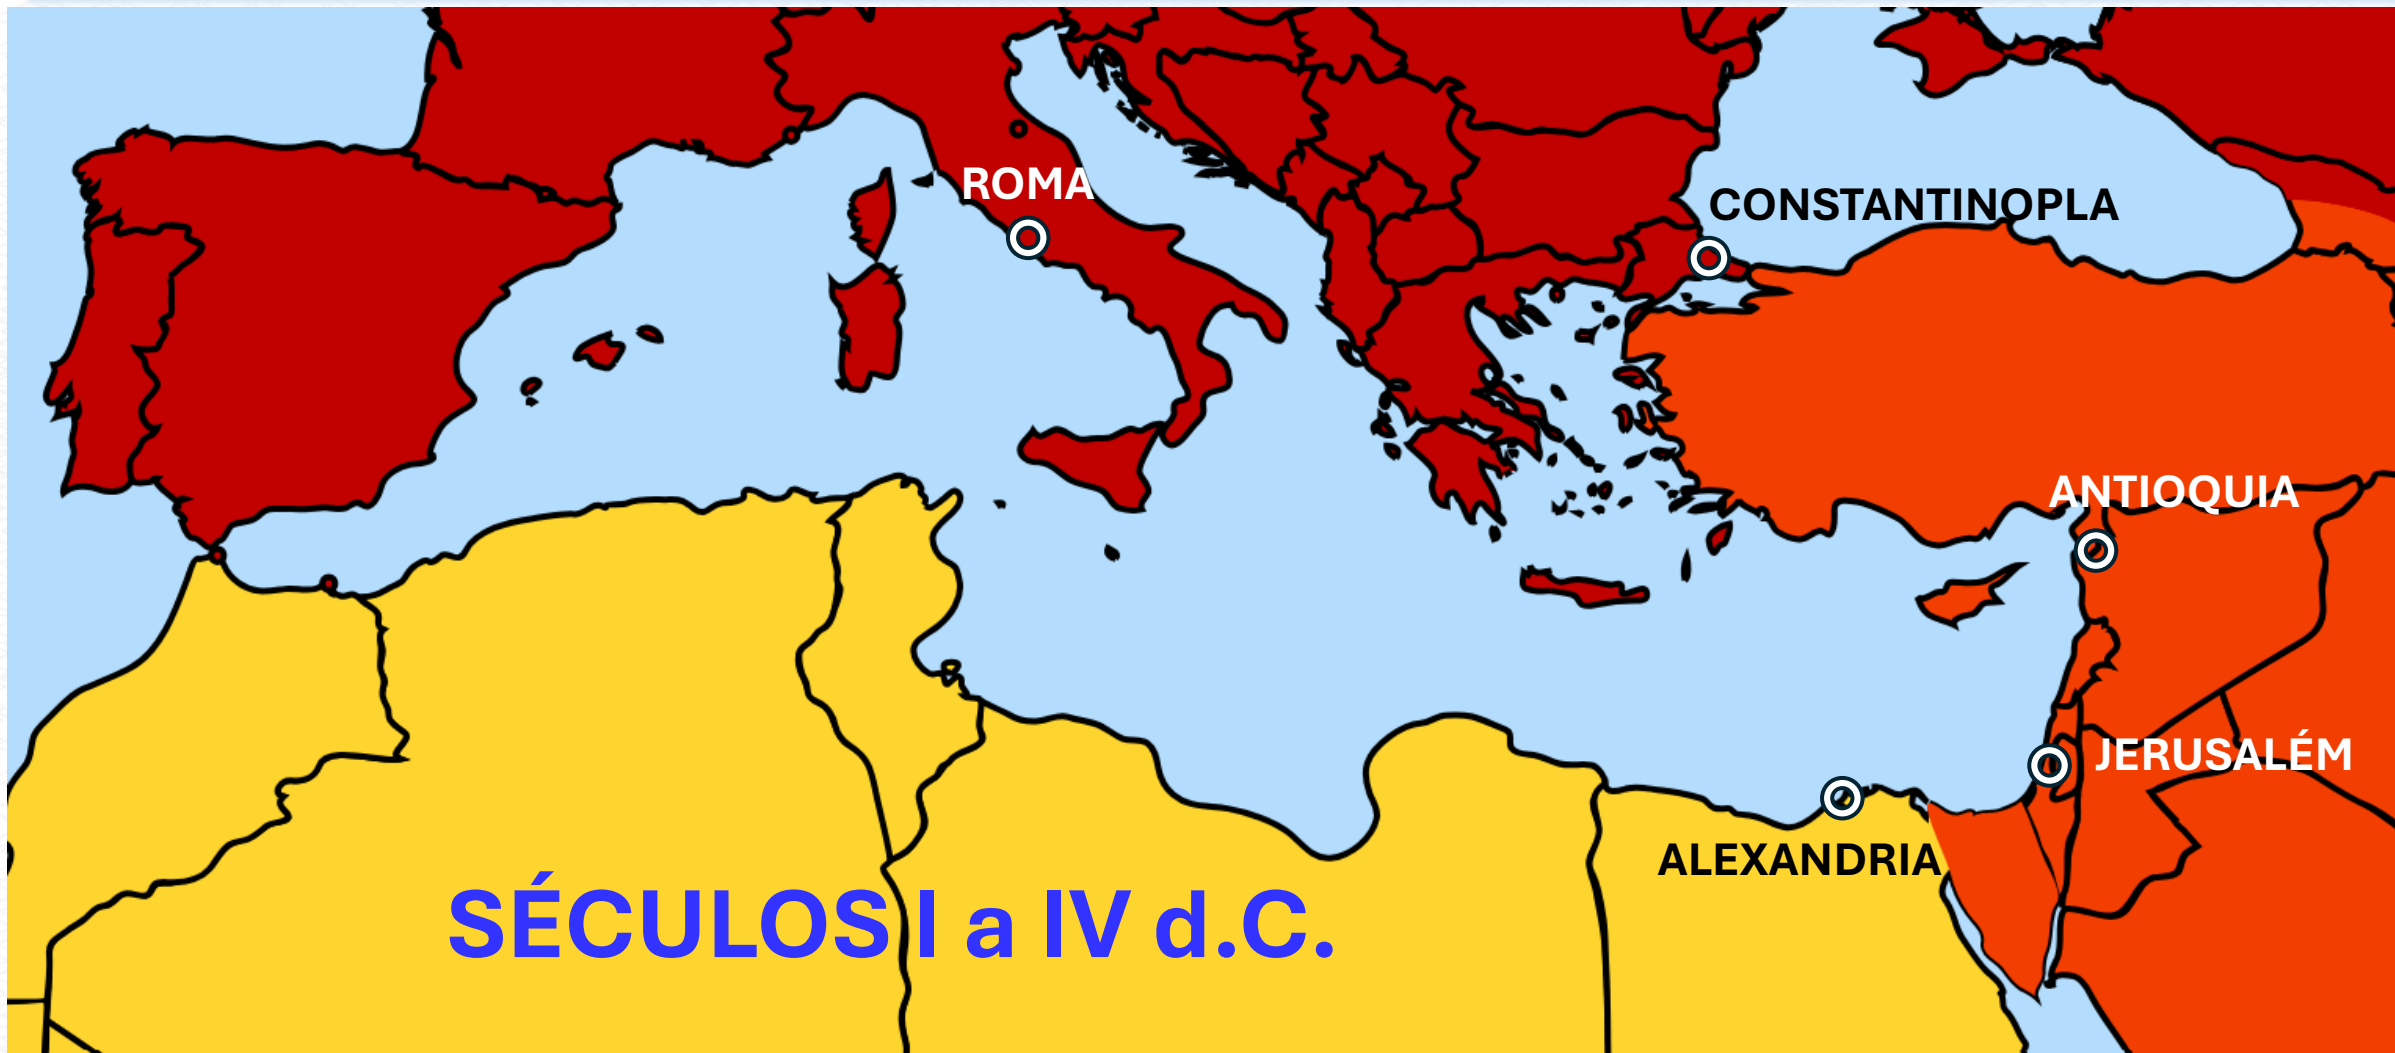 ROMA
CONSTANTINOPLA
ANTIOQUIA
JERUSALÉM
ALEXANDRIA
SÉCULOS I a IV d.C.